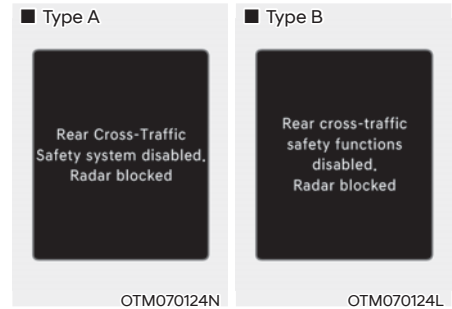 ■ Type A
Rear Cross-Traffic
Safety system disabled.
Radar blocked
OTM070124N
■ Type B
Rear cross-traffic
safety functions
disabled.
Radar blocked
OTM070124L